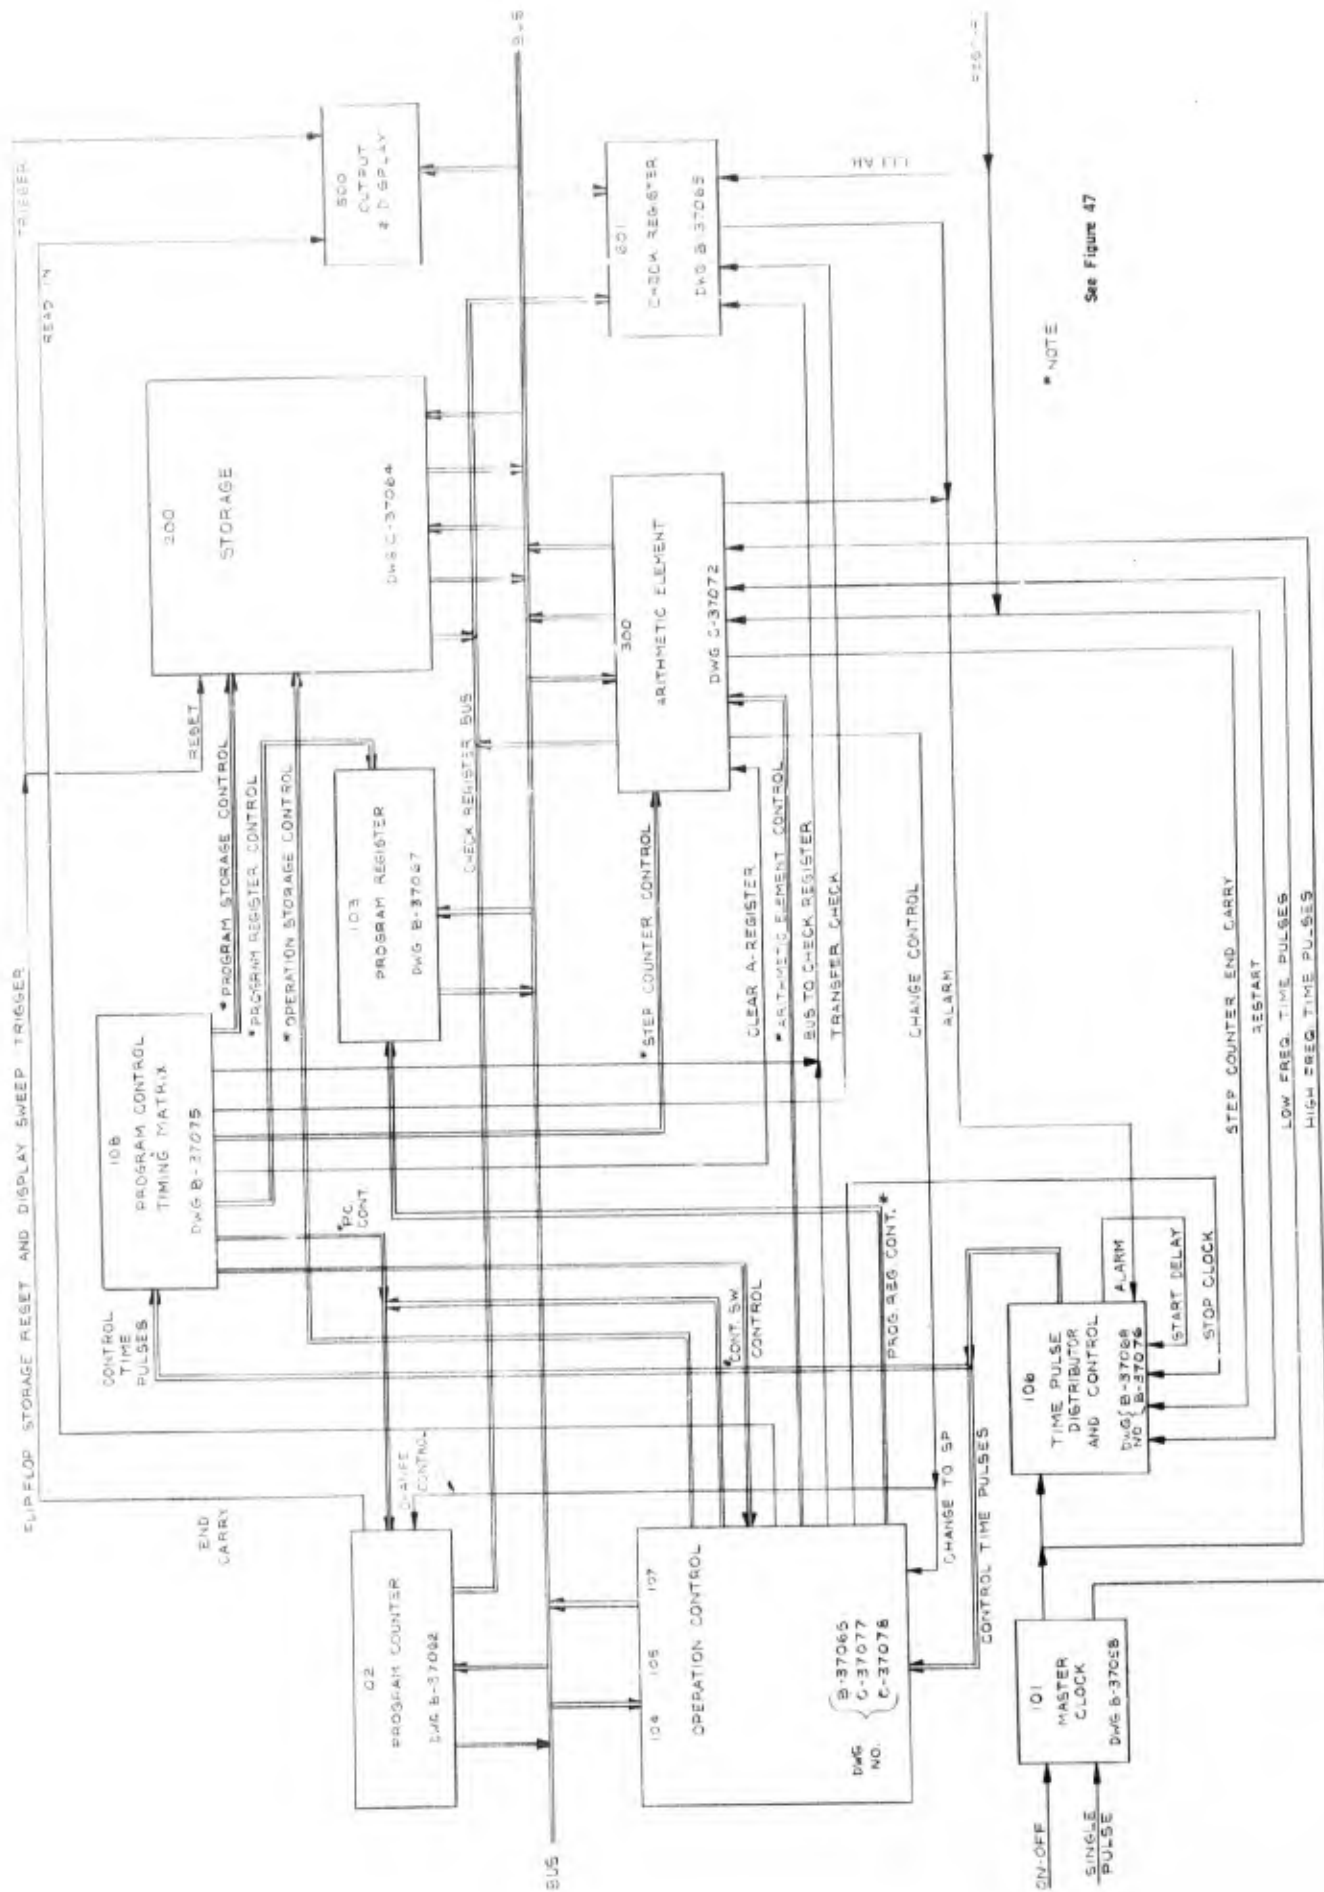 FLIPFLOP STORAGE RESET AND DISPLAY SWEEP TRIGGER
TRIGGER
READ IN
END
CARRY
CONTROL
TIME
PULSES
108
PROGRAM CONTROL
TIMING MATRIX
DWG B-37075
RESET
*PROGRAM STORAGE CONTROL
*PROGRAM REGISTER CONTROL
*OPERATION STORAGE CONTROL
200
STORAGE
DWG C-37064
500
OUTPUT
& DISPLAY
02
PROGRAM COUNTER
DWG B-37062
CONTROL
*PC
CONT
103
PROGRAM REGISTER
DWG B-37067
CHECK REGISTER BUS
BUS
BUS
104 105 107
OPERATION CONTROL
DWG
NO.
B-37065
C-37077
C-37078
*CONT. SW
CONTROL
*STEP COUNTER CONTROL
CLEAR A-REGISTER
*ARITHMETIC ELEMENT CONTROL
BUS TO CHECK REGISTER
TRANSFER CHECK
300
ARITHMETIC ELEMENT
DWG C-37072
601
CHECK REGISTER
DWG B-37065
PROG. REG. CONT. *
CHANGE CONTROL
ALARM
CHANGE TO SP
CONTROL TIME PULSES
101
MASTER
CLOCK
DWG B-37058
ON-OFF
SINGLE
PULSE
106
TIME PULSE
DISTRIBUTOR
AND CONTROL
DWG
NO
B-37068
B-37076
ALARM
START DELAY
STOP CLOCK
STEP COUNTER END CARRY
RESTART
LOW FREQ. TIME PULSES
HIGH FREQ. TIME PULSES
* NOTE
See Figure 47